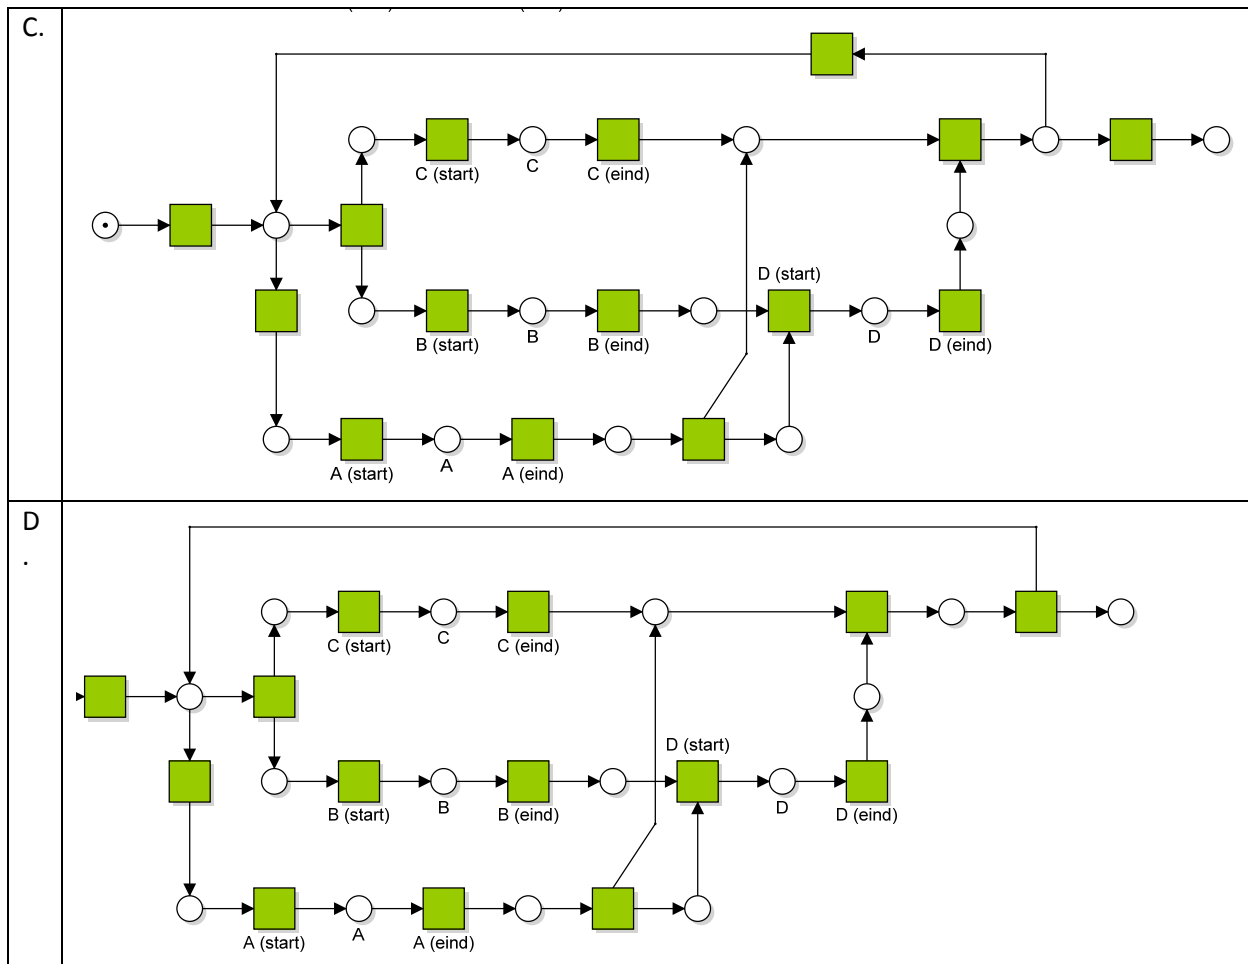 C.
C (start)
C
C (eind)
D (start)
B (start)
B
B (eind)
D
D (eind)
A (start)
A
A (eind)
D
.
C (start)
C
C (eind)
D (start)
B (start)
B
B (eind)
D
D (eind)
A (start)
A
A (eind)